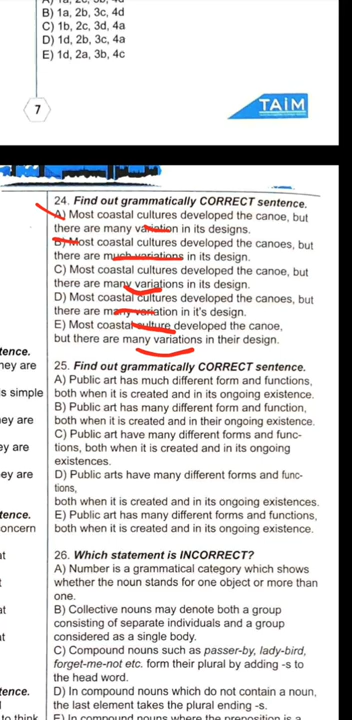 B) 1a, 2b, 3c, 4d
C) 1b, 2c, 3d, 4a
D) 1d, 2b, 3c, 4a
E) 1d, 2a, 3b, 4c
7
TAIM
24. Find out grammatically CORRECT sentence.
A) Most coastal cultures developed the canoe, but
there are many variation in its designs.
B) Most coastal cultures developed the canoes, but
there are much variations in its design.
C) Most coastal cultures developed the canoe, but
there are many variations in its design.
D) Most coastal cultures developed the canoes, but
there are many variation in it's design.
E) Most coastal culture developed the canoe,
but there are many variations in their design.
25. Find out grammatically CORRECT sentence.
A) Public art has much different form and functions,
both when it is created and in its ongoing existence.
B) Public art has many different form and function,
both when it is created and in their ongoing existence.
C) Public art have many different forms and func-
tions, both when it is created and in its ongoing
existences.
D) Public arts have many different forms and func-
tions,
both when it is created and in its ongoing existences.
E) Public art has many different forms and functions,
both when it is created and in its ongoing existence.
26. Which statement is INCORRECT?
A) Number is a grammatical category which shows
whether the noun stands for one object or more than
one.
B) Collective nouns may denote both a group
consisting of separate individuals and a group
considered as a single body.
C) Compound nouns such as passer-by, lady-bird,
forget-me-not etc. form their plural by adding -s to
the head word.
D) In compound nouns which do not contain a noun,
the last element takes the plural ending -s.
E) In compound nouns where the preposition is a
tence.
ney are
is simple
ney are
ey are
ey are
tence.
oncern
at
at
at
tence.
to think